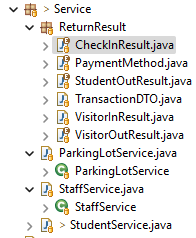 > Service
ReturnResult
CheckInResult.java
PaymentMethod.java
StudentOutResult.java
TransactionDTO.java
VisitorInResult.java
VisitorOutResult.java
ParkingLotService.java
ParkingLotService
StaffService.java
StaffService
> StudentService.java